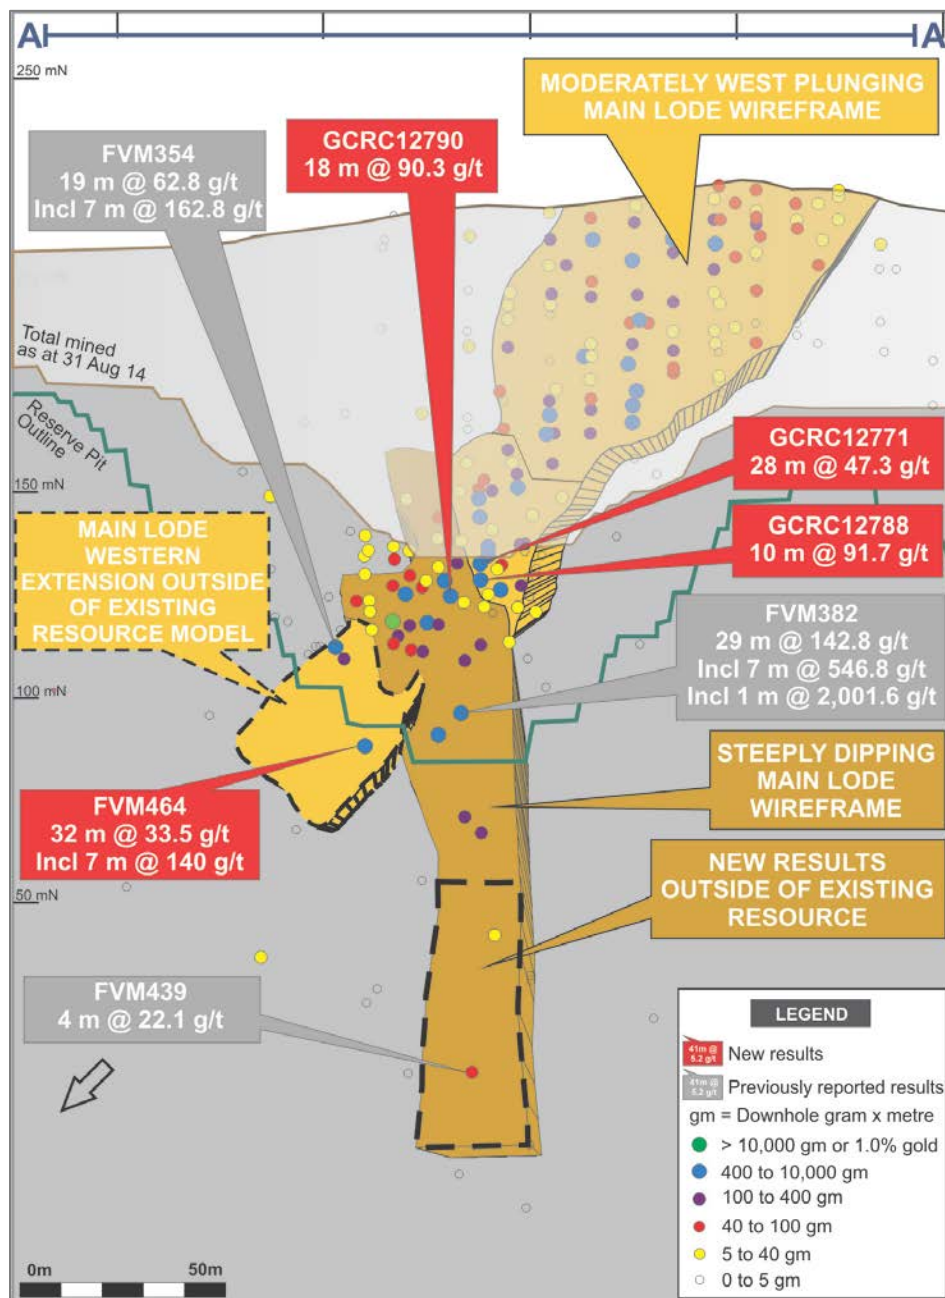 A
A
250 mN
MODERATELY WEST PLUNGING
MAIN LODE WIREFRAME
FVM354
19 m @ 62.8 g/t
Incl 7 m @ 162.8 g/t
GCRC12790
18 m @ 90.3 g/t
Total mined
as at 31 Aug 14
Reserve Pit
Outline
150 mN
GCRC12771
28 m @ 47.3 g/t
GCRC12788
10 m @ 91.7 g/t
MAIN LODE
WESTERN
EXTENSION OUTSIDE
OF EXISTING
RESOURCE MODEL
FVM382
29 m @ 142.8 g/t
Incl 7 m @ 546.8 g/t
Incl 1 m @ 2,001.6 g/t
100 mN
STEEPLY DIPPING
MAIN LODE
WIREFRAME
FVM464
32 m @ 33.5 g/t
Incl 7 m @ 140 g/t
NEW RESULTS
OUTSIDE OF EXISTING
RESOURCE
50 mN
FVM439
4 m @ 22.1 g/t
LEGEND
41m @
5.2 g/t
New results
41m @
5.2 g/t
Previously reported results
gm = Downhole gram x metre
> 10,000 gm or 1.0% gold
400 to 10,000 gm
100 to 400 gm
40 to 100 gm
5 to 40 gm
0 to 5 gm
0m
50m